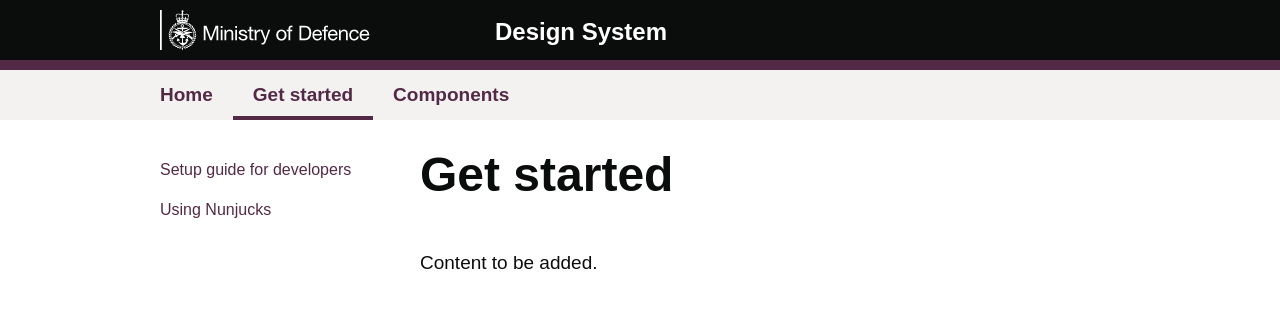 Ministry of Defence
Design System
Home
Get started
Components
Setup guide for developers
Using Nunjucks
Get started
Content to be added.